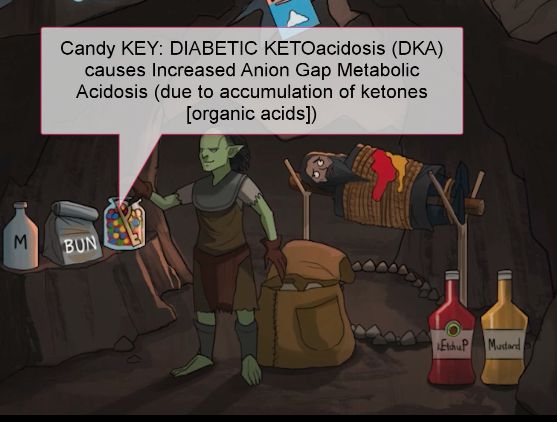 Candy KEY: DIABETIC KETOacidosis (DKA)
causes Increased Anion Gap Metabolic
Acidosis (due to accumulation of ketones
[organic acids])
M
BUN
kEtchuP
Mustard